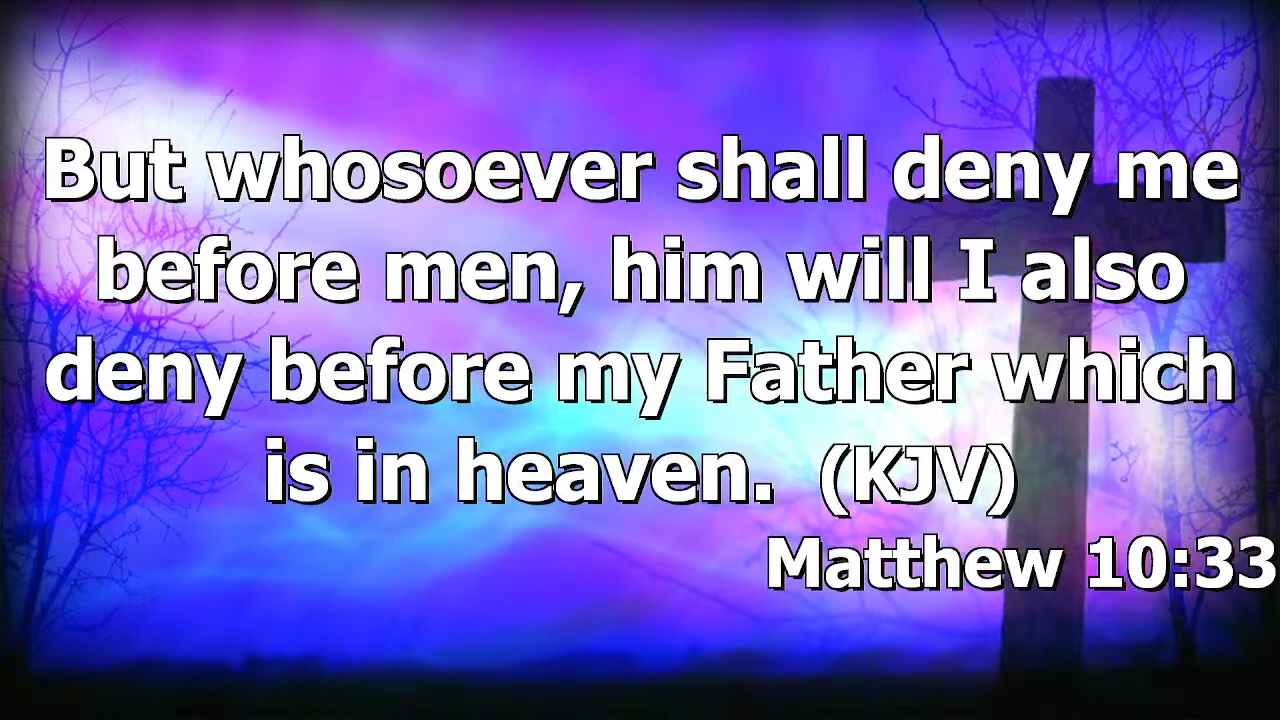 But whosoever shall deny me
before men, him will I also
deny before my Father which
is in heaven. (KJV)
Matthew 10:33